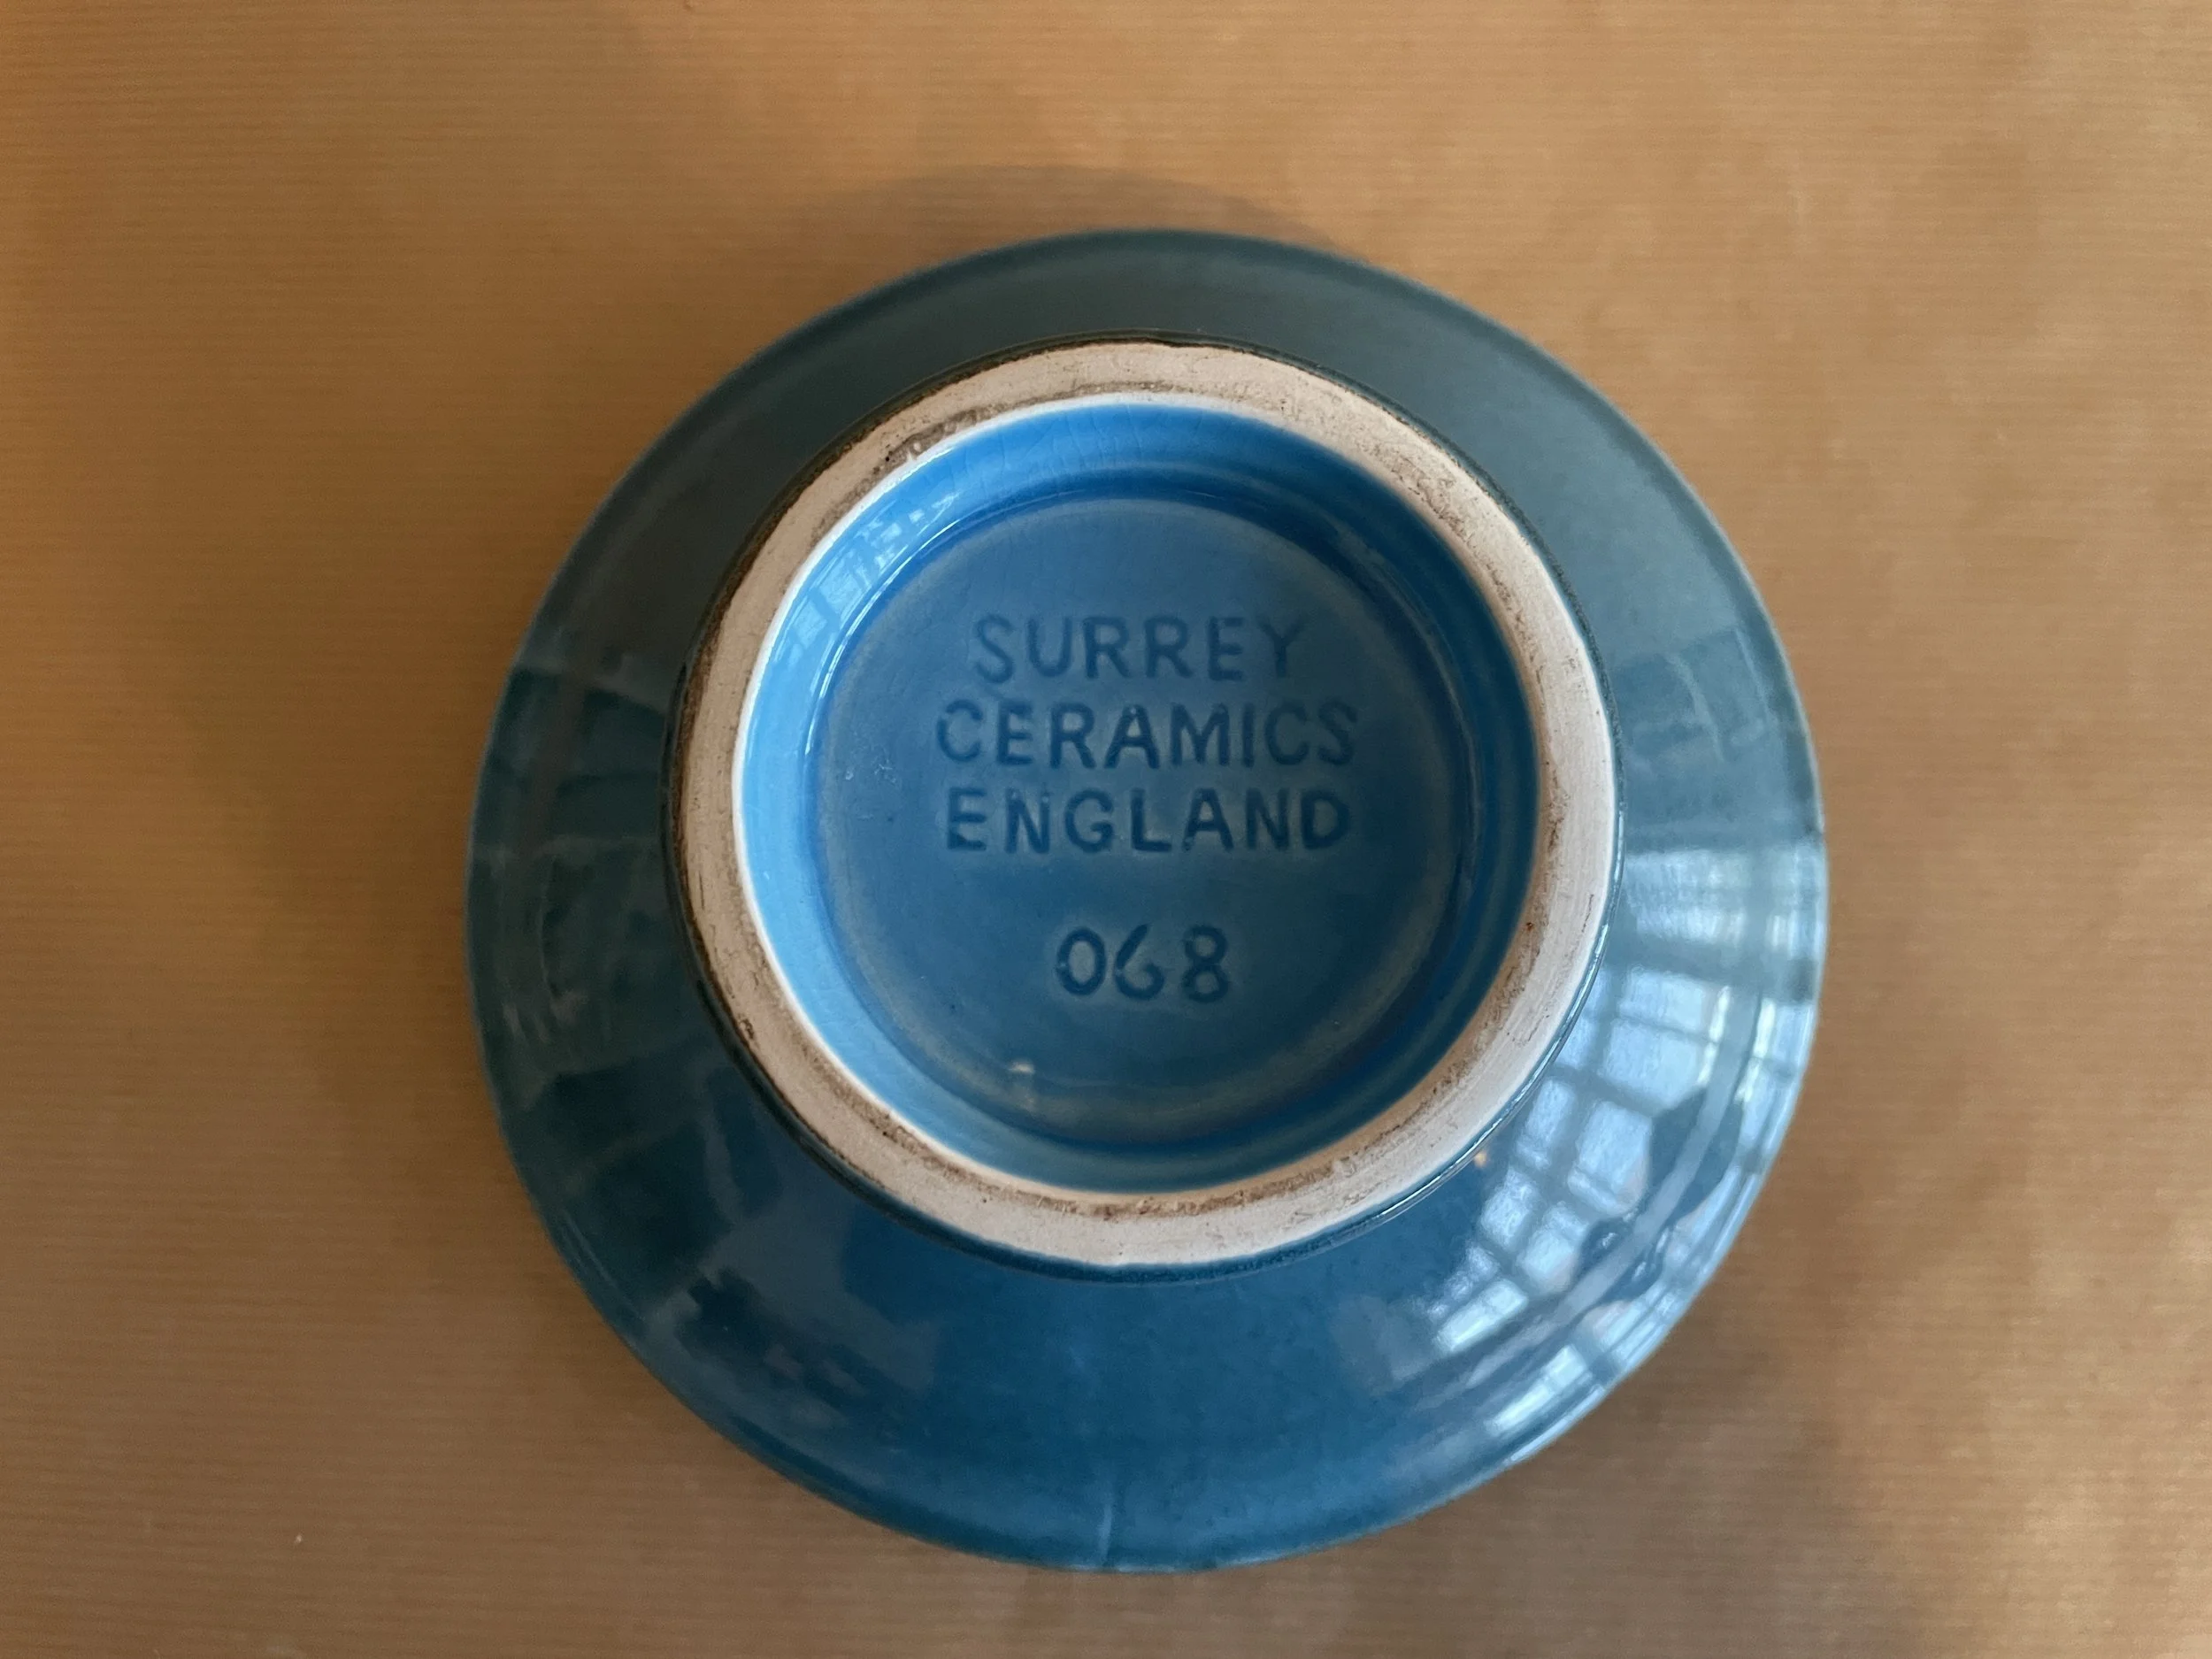 SURREY
CERAMICS
ENGLAND
068